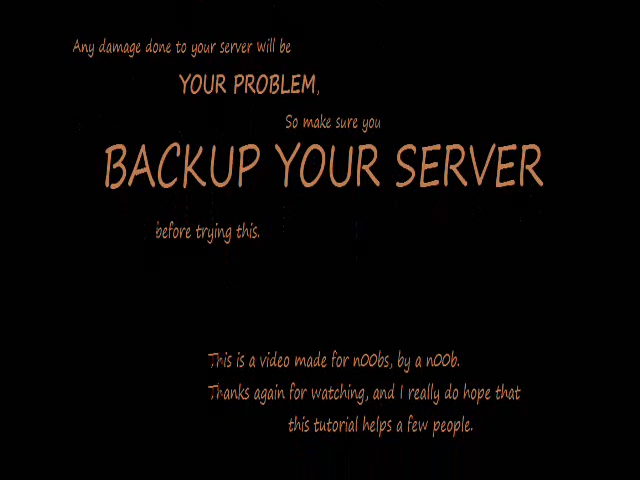 Any damage done to your server will be
YOUR PROBLEM,
So make sure you
BACKUP YOUR SERVER
before trying this.
This is a video made for n00bs, by a n00b.
Thanks again for watching, and I really do hope that
this tutorial helps a few people.